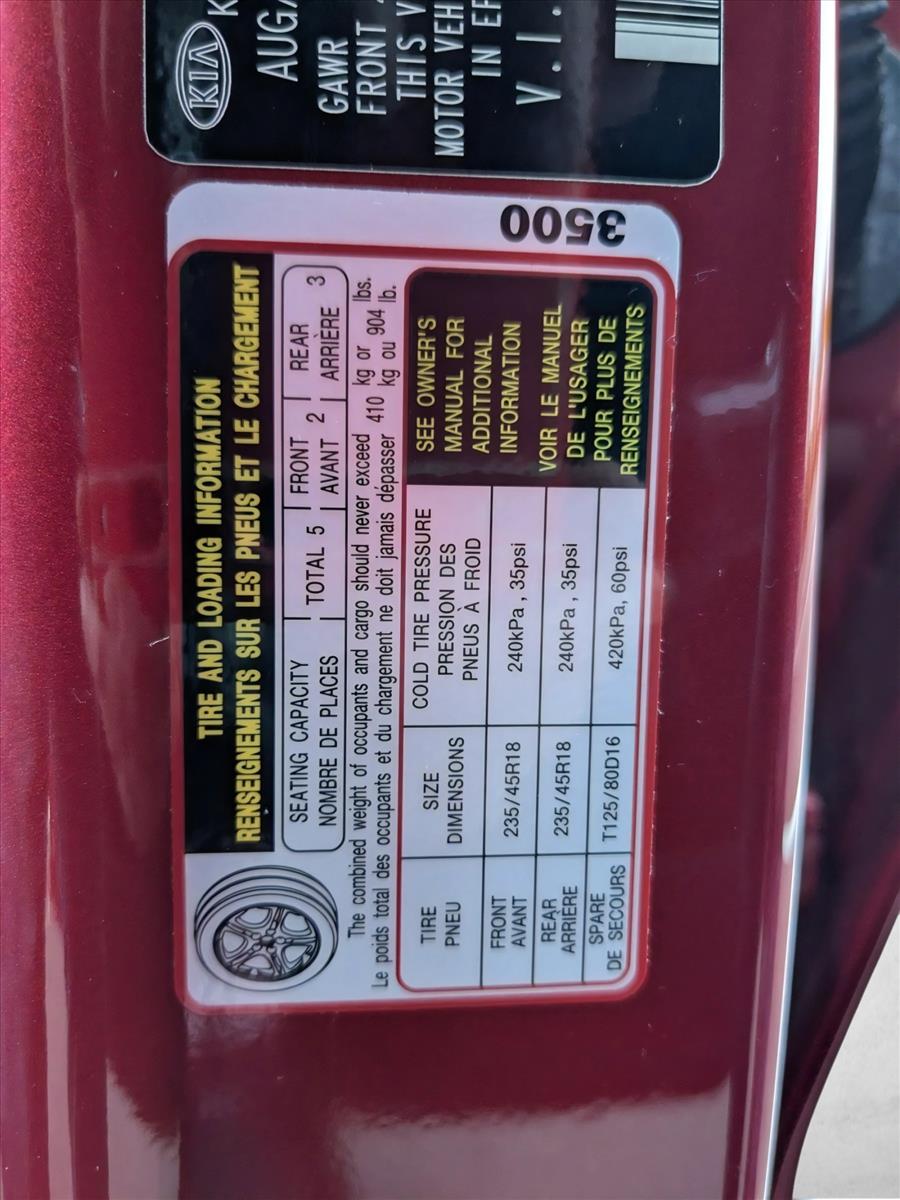 KIA
AUGA
GAWR
FRONT
THIS V
MOTOR VEH
IN EF
V.I.
3500
TIRE AND LOADING INFORMATION
RENSEIGNEMENTS SUR LES PNEUS ET LE CHARGEMENT
SEATING CAPACITY | TOTAL 5 | FRONT 2 | REAR 3
NOMBRE DE PLACES | AVANT | ARRIÈRE
The combined weight of occupants and cargo should never exceed 410 kg or 904 lbs.
Le poids total des occupants et du chargement ne doit jamais dépasser kg ou lb.
TIRE SIZE COLD TIRE PRESSURE
PNEU DIMENSIONS PRESSION DES
PNEUS À FROID
FRONT 235/45R18 240kPa, 35psi
AVANT
REAR 235/45R18 240kPa, 35psi
ARRIÈRE
SPARE T125/80D16 420kPa, 60psi
DE SECOURS
SEE OWNER'S
MANUAL FOR
ADDITIONAL
INFORMATION
VOIR LE MANUEL
DE L'USAGER
POUR PLUS DE
RENSEIGNEMENTS